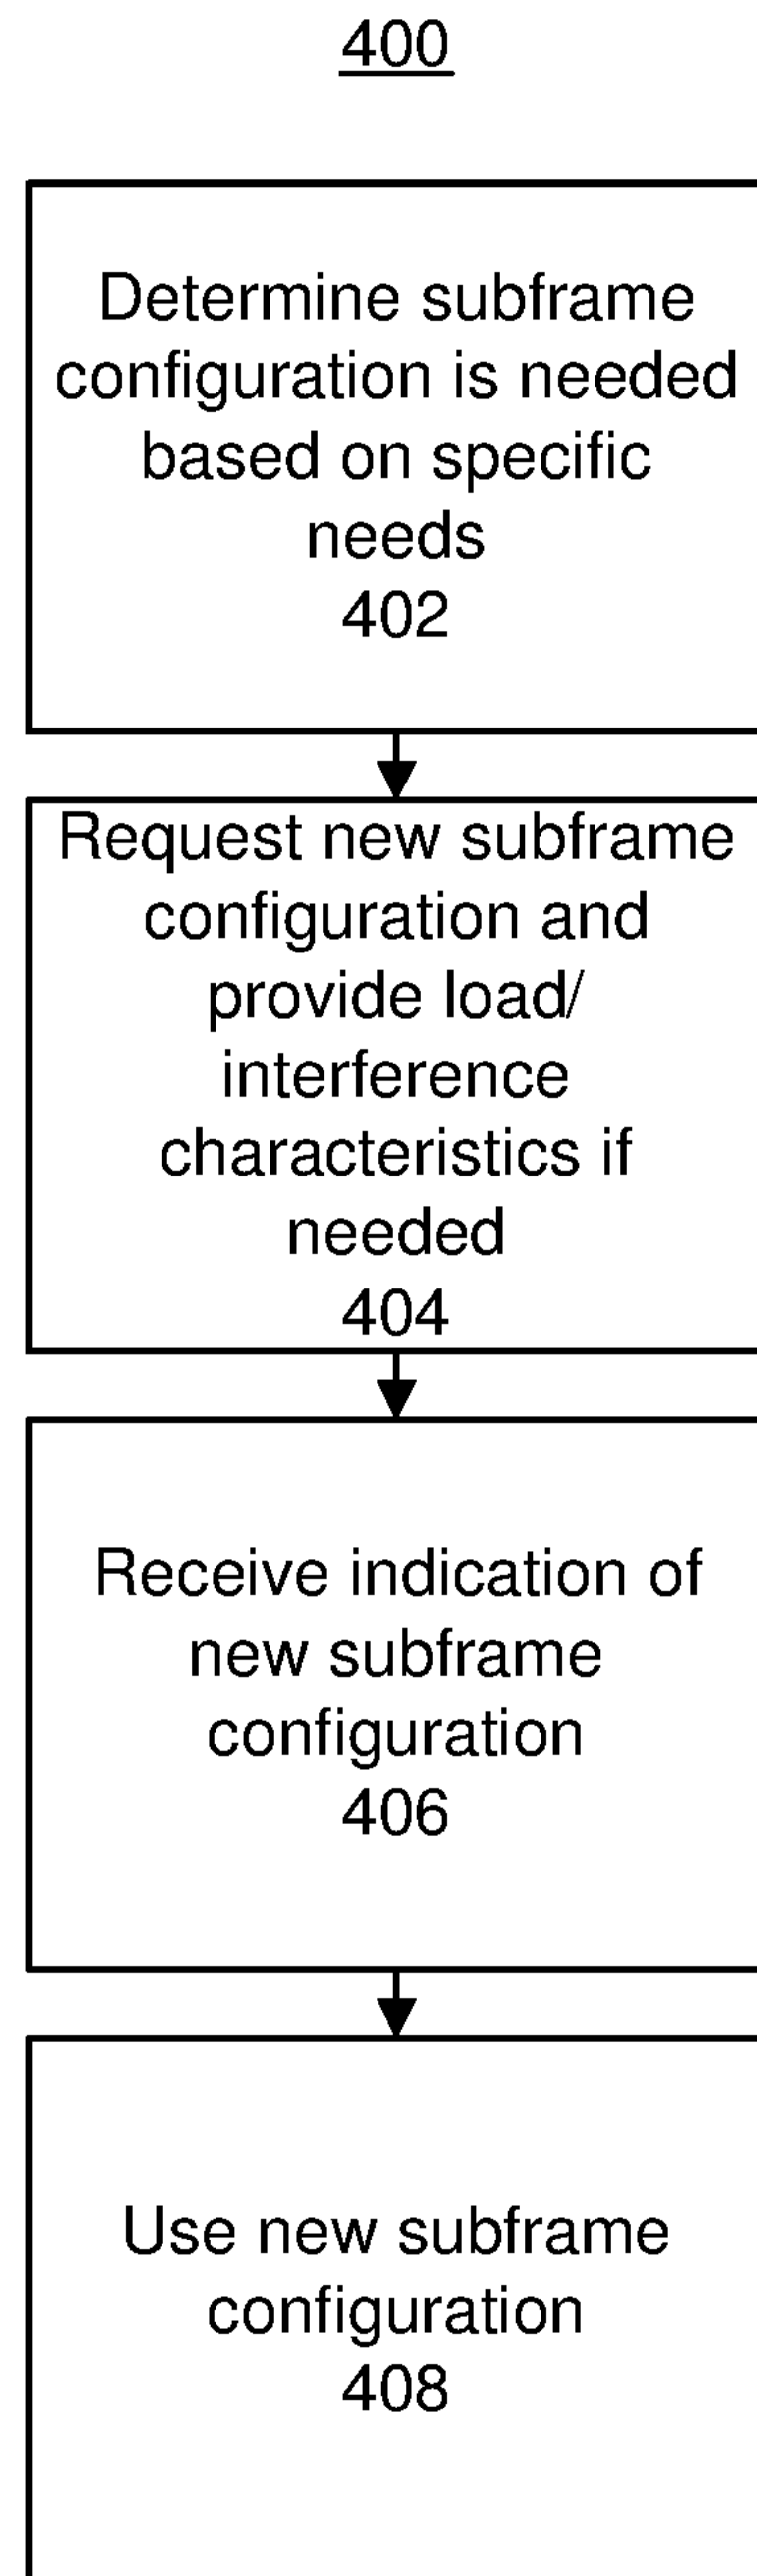 400
Determine subframe
configuration is needed
based on specific
needs
402
Request new subframe
configuration and
provide load/
interference
characteristics if
needed
404
Receive indication of
new subframe
configuration
406
Use new subframe
configuration
408